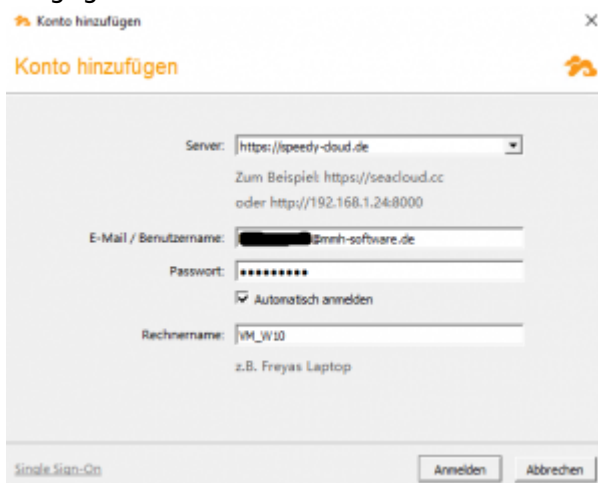 Konto hinzufügen
Konto hinzufügen
Server: https://speedy-cloud.de
Zum Beispiel: https://seacloud.cc
oder http://192.168.1.24:8000
E-Mail / Benutzername: @mmh-software.de
Passwort: •••••••••
Automatisch anmelden
Rechnername: VM_W10
z.B. Freyas Laptop
Single Sign-On Anmelden Abbrechen